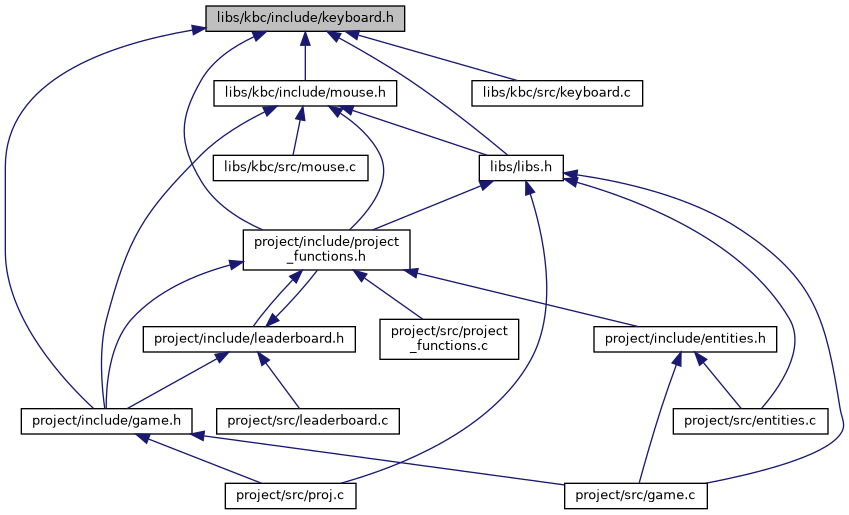 libs/kbc/include/keyboard.h
libs/kbc/include/mouse.h
libs/kbc/src/keyboard.c
libs/kbc/src/mouse.c
libs/libs.h
project/include/project
_functions.h
project/include/leaderboard.h
project/src/project
_functions.c
project/include/entities.h
project/include/game.h
project/src/leaderboard.c
project/src/entities.c
project/src/proj.c
project/src/game.c